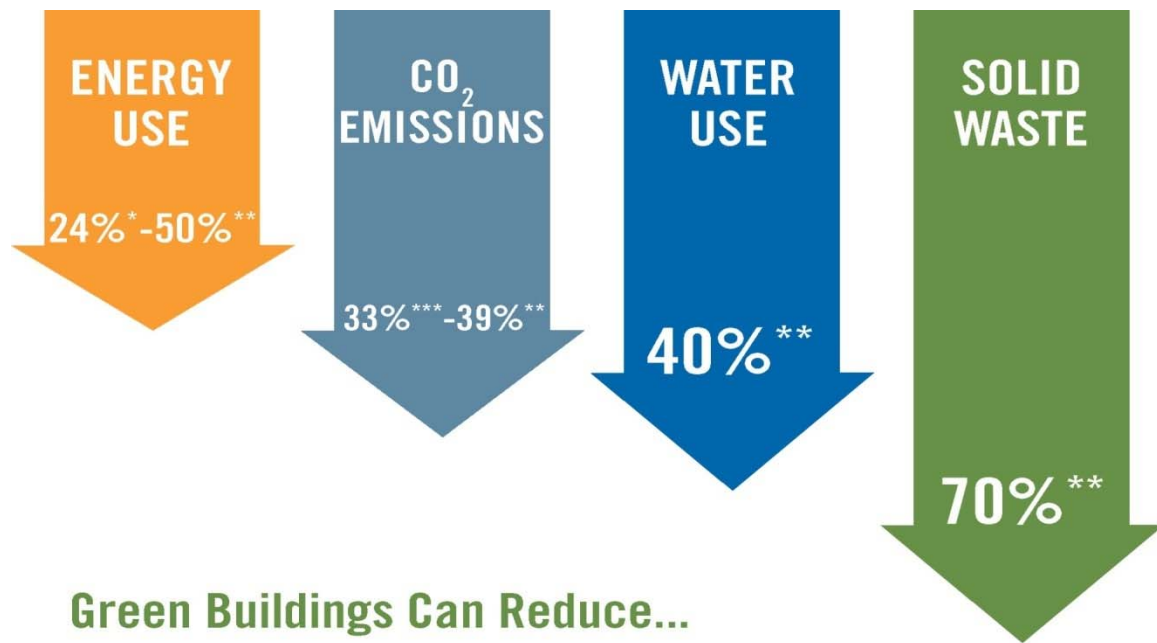 ENERGY
USE
24%*-50%**
CO₂
EMISSIONS
33%***-39%**
WATER
USE
40%**
SOLID
WASTE
70%**
Green Buildings Can Reduce...